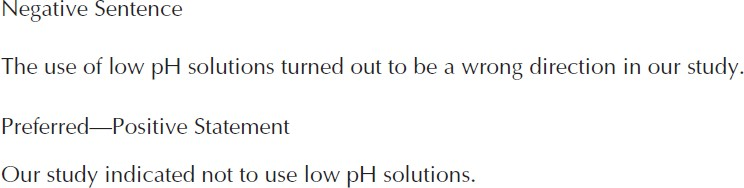 Negative Sentence
The use of low pH solutions turned out to be a wrong direction in our study.
Preferred—Positive Statement
Our study indicated not to use low pH solutions.